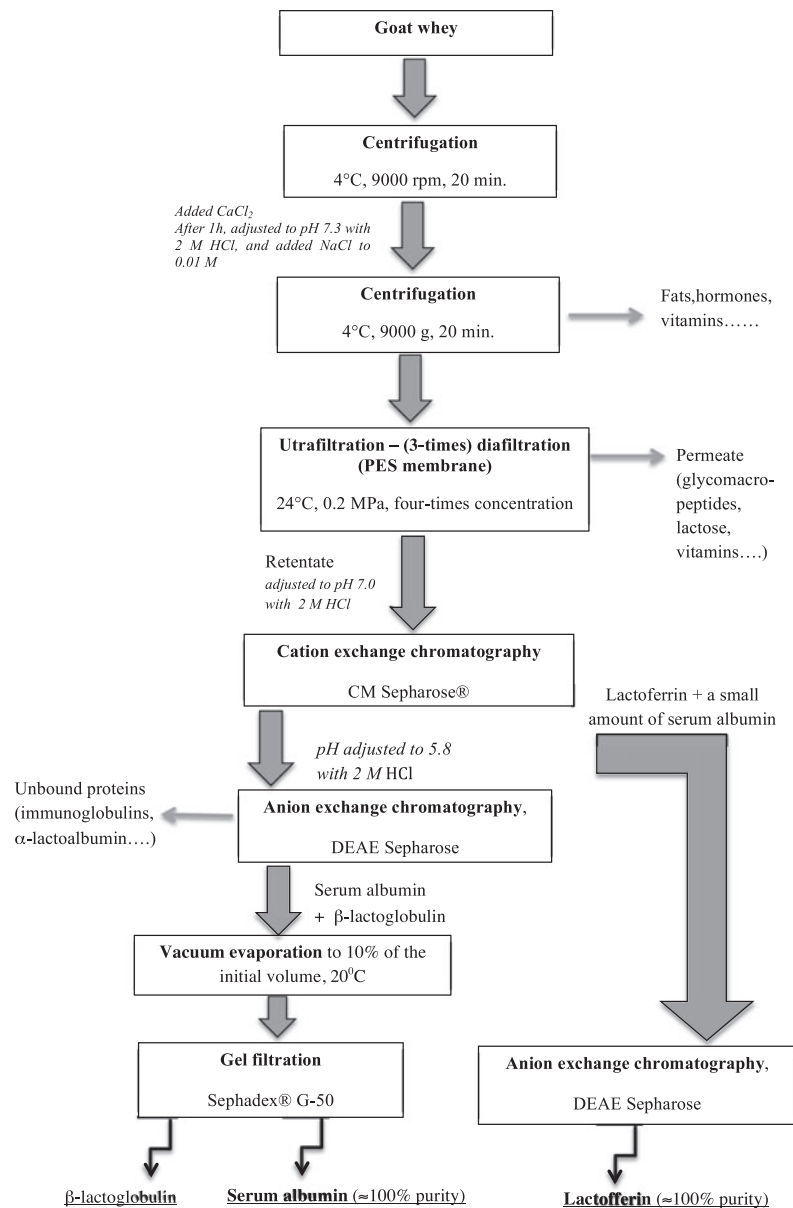 Goat whey
Centrifugation
4°C, 9000 rpm, 20 min.
Added CaCl₂
After 1h, adjusted to pH 7.3 with
2 M HCl, and added NaCl to
0.01 M
Centrifugation
4°C, 9000 g, 20 min.
Fats,hormones,
vitamins……
Utrafiltration – (3-times) diafiltration
(PES membrane)
24°C, 0.2 MPa, four-times concentration
Permeate
(glycomacro-
peptides,
lactose,
vitamins….)
Retentate
adjusted to pH 7.0
with 2 M HCl
Cation exchange chromatography
CM Sepharose®
Lactoferrin + a small
amount of serum albumin
pH adjusted to 5.8
with 2 M HCl
Unbound proteins
(immunoglobulins,
α-lactoalbumin….)
Anion exchange chromatography,
DEAE Sepharose
Serum albumin
+ β-lactoglobulin
Vacuum evaporation to 10% of the
initial volume, 20⁰C
Gel filtration
Sephadex® G-50
Anion exchange chromatography,
DEAE Sepharose
β-lactoglobulin
Serum albumin (≈100% purity)
Lactofferin (≈100% purity)